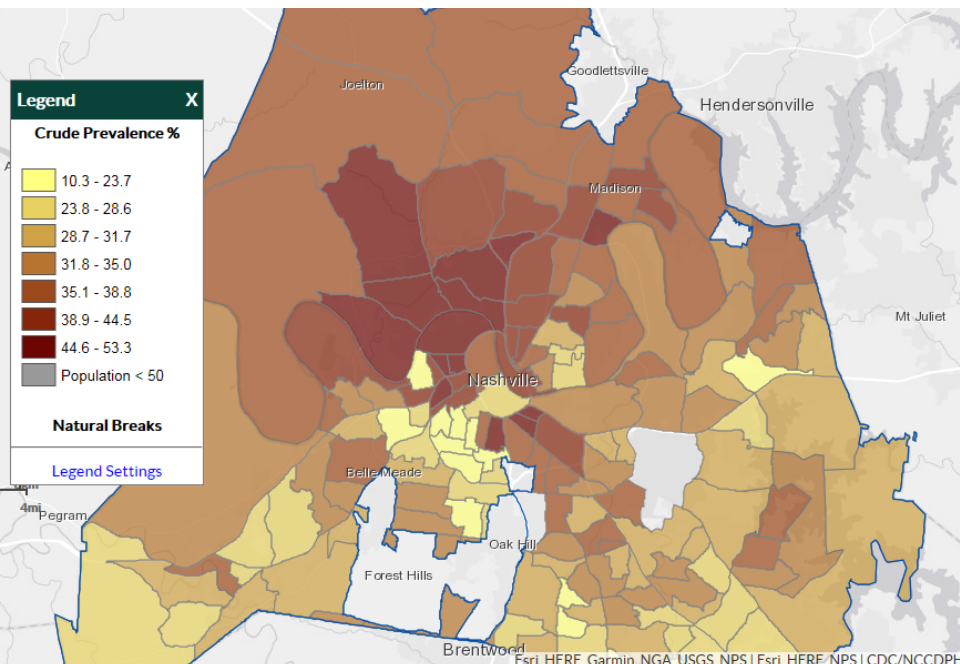 Goodlettsville
Joelton
Hendersonville
Legend X
Crude Prevalence %
10.3 - 23.7
23.8 - 28.6
28.7 - 31.7
31.8 - 35.0
35.1 - 38.8
38.9 - 44.5
44.6 - 53.3
Population < 50
Natural Breaks
Legend Settings
Madison
Mt Juliet
Nashville
Belle Meade
4mi
Pegram
Oak Hill
Forest Hills
Brentwood
Esri, HERE, Garmin, NGA, USGS, NPS | Esri, HERE, NPS | CDC/NCCDPH